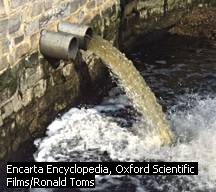 Encarta Encyclopedia, Oxford Scientific
Films/Ronald Toms